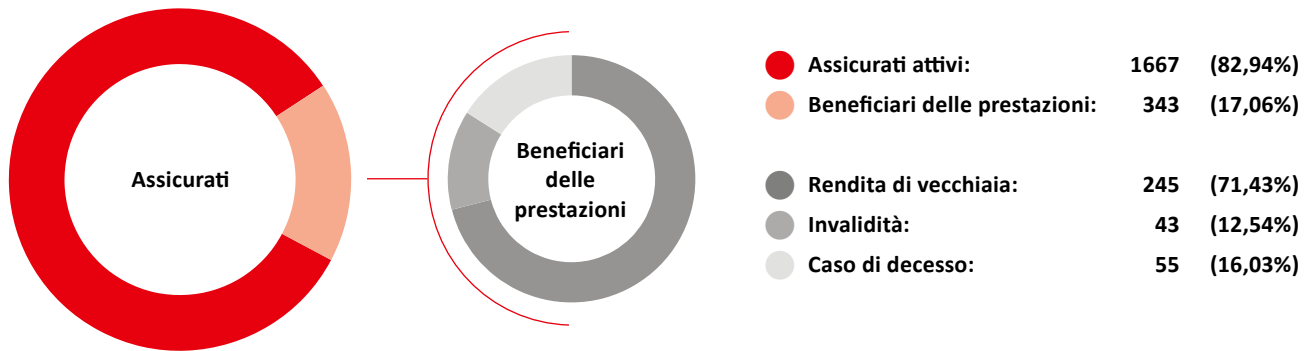 Assicurati
Beneficiari
delle
prestazioni
Assicurati attivi: 1667 (82,94%)
Beneficiari delle prestazioni: 343 (17,06%)
Rendita di vecchiaia: 245 (71,43%)
Invalidità: 43 (12,54%)
Caso di decesso: 55 (16,03%)